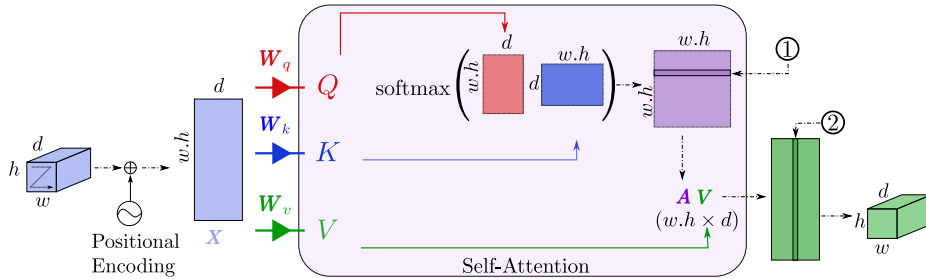 h
d
w
Positional
Encoding
d
w.h
X
W_q
Q
W_k
K
W_v
V
softmax
(
w.h
d
d
w.h
)
w.h
w.h
A V
(w.h × d)
Self-Attention
1
2
d
h
w